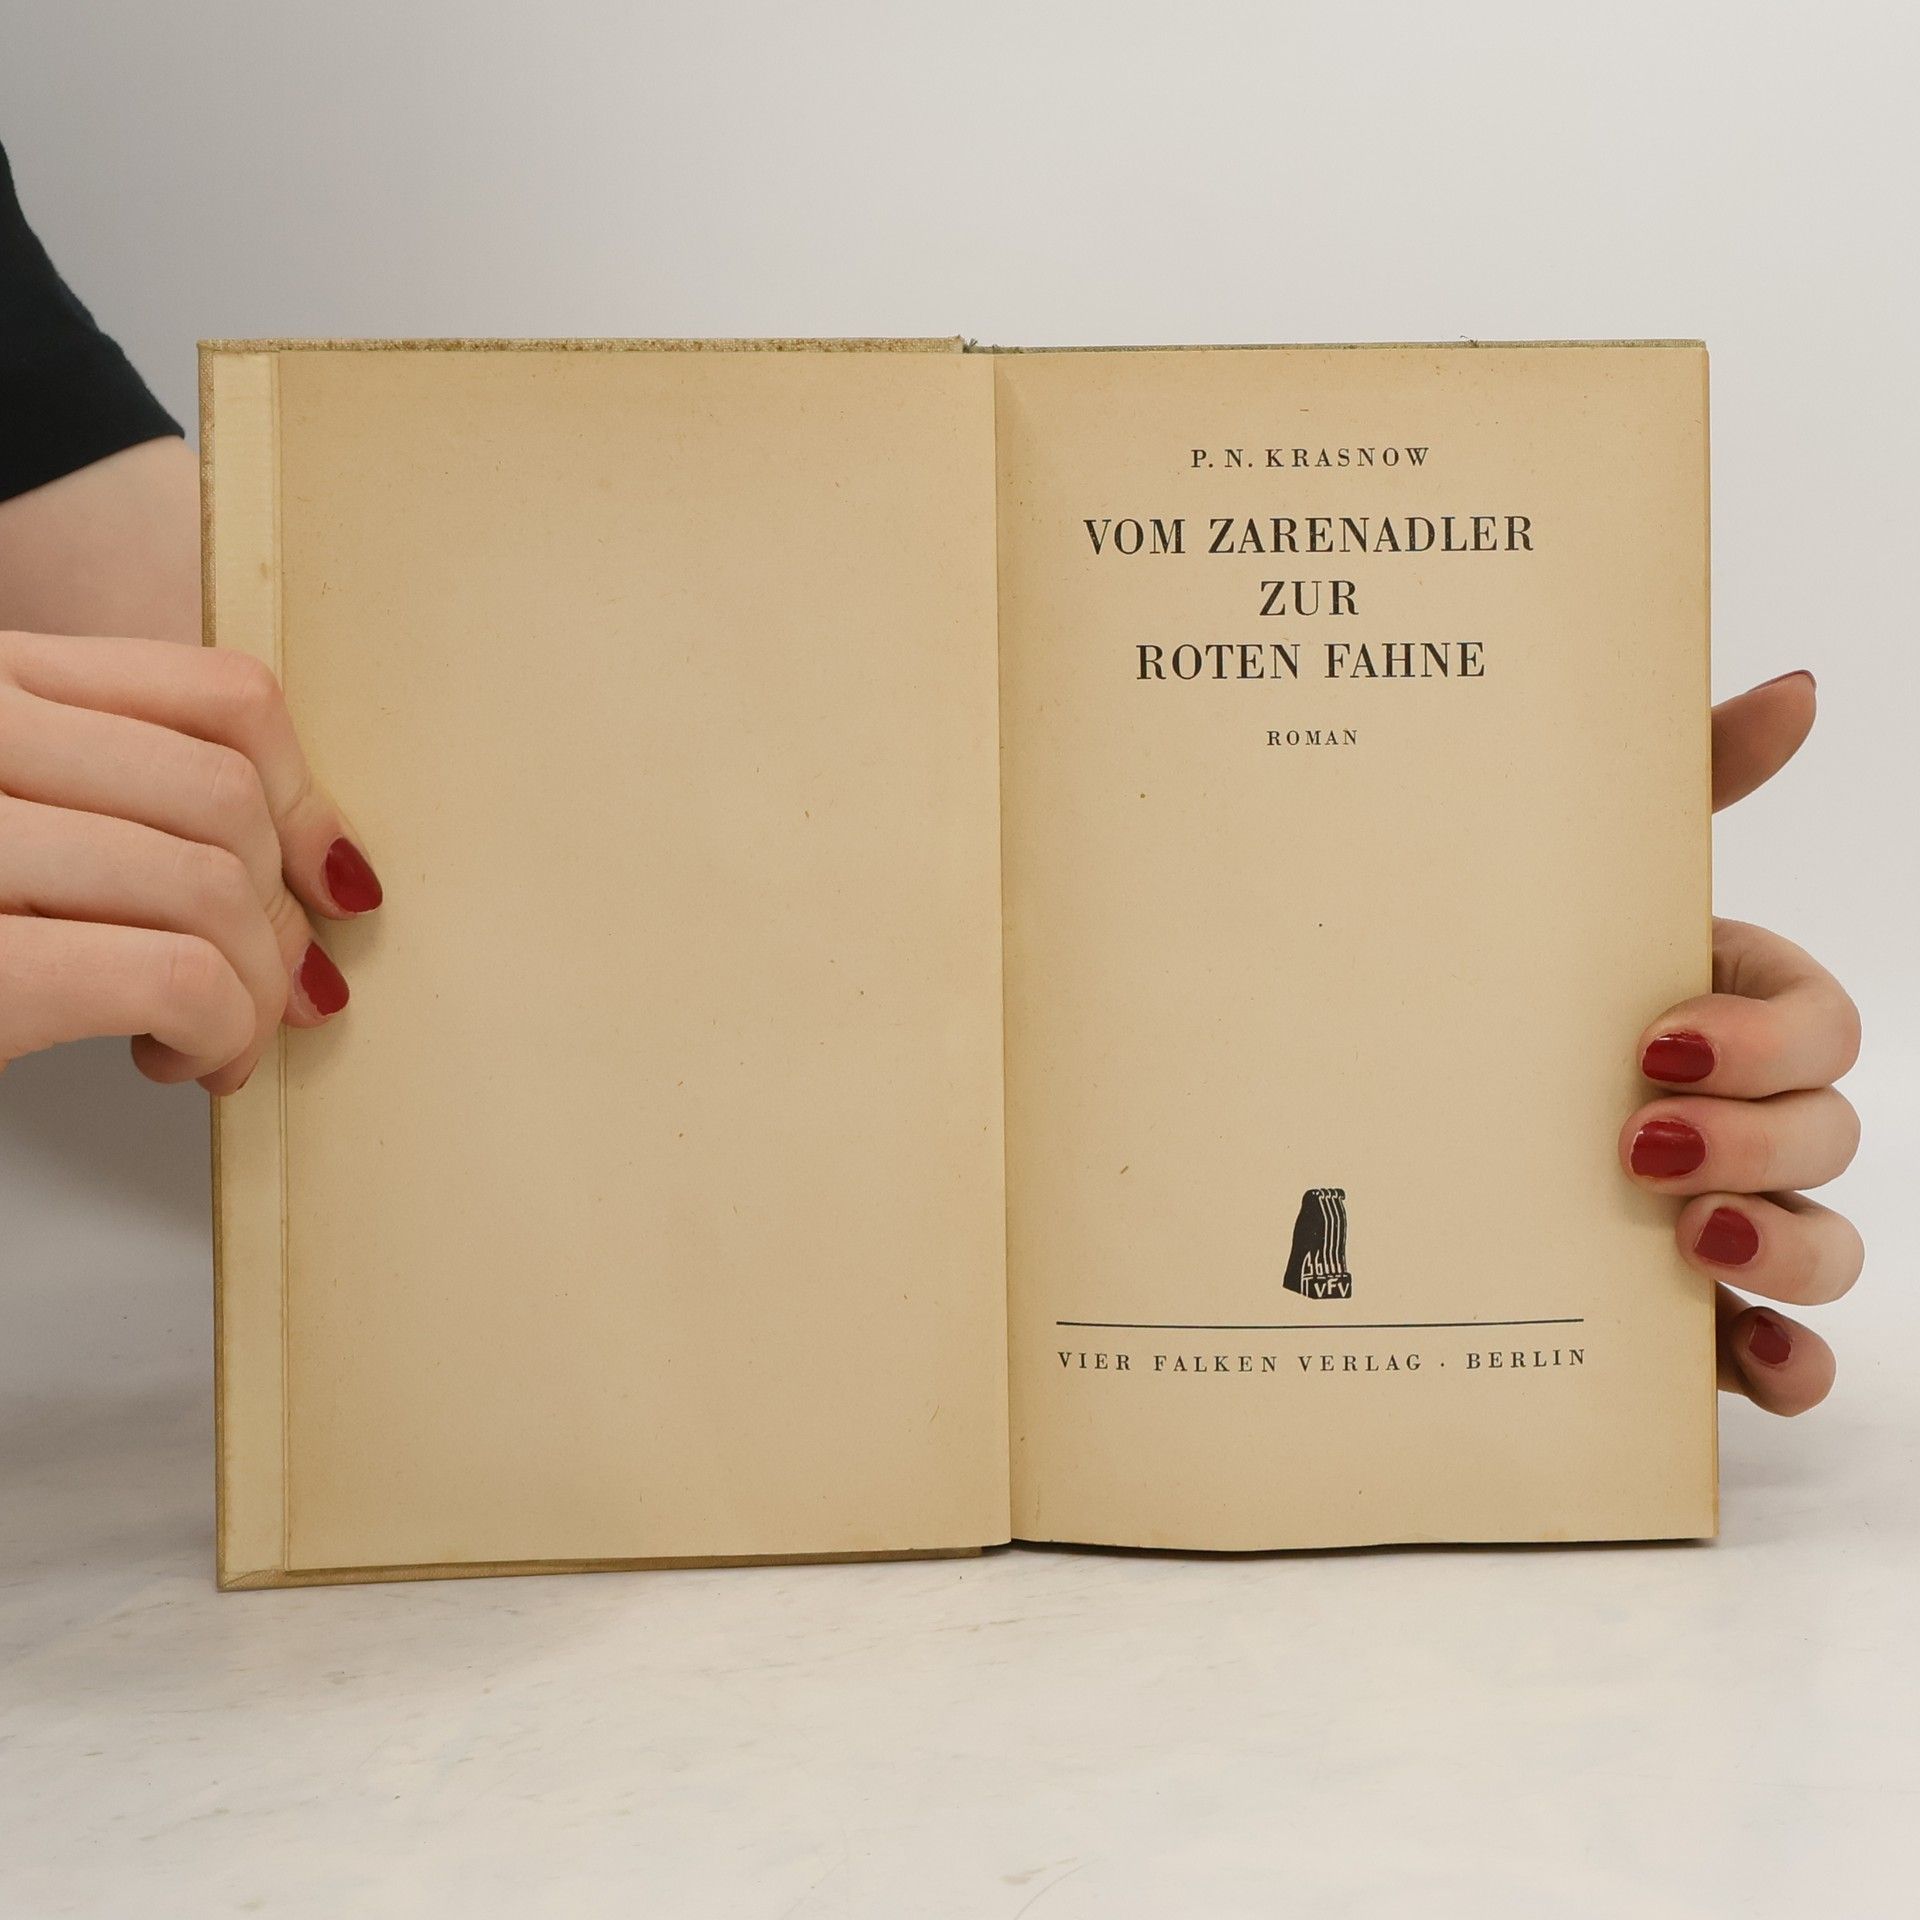 P. N. KRASNOW
VOM ZARENADLER
ZUR
ROTEN FAHNE
ROMAN
VFV
VIER FALKEN VERLAG · BERLIN